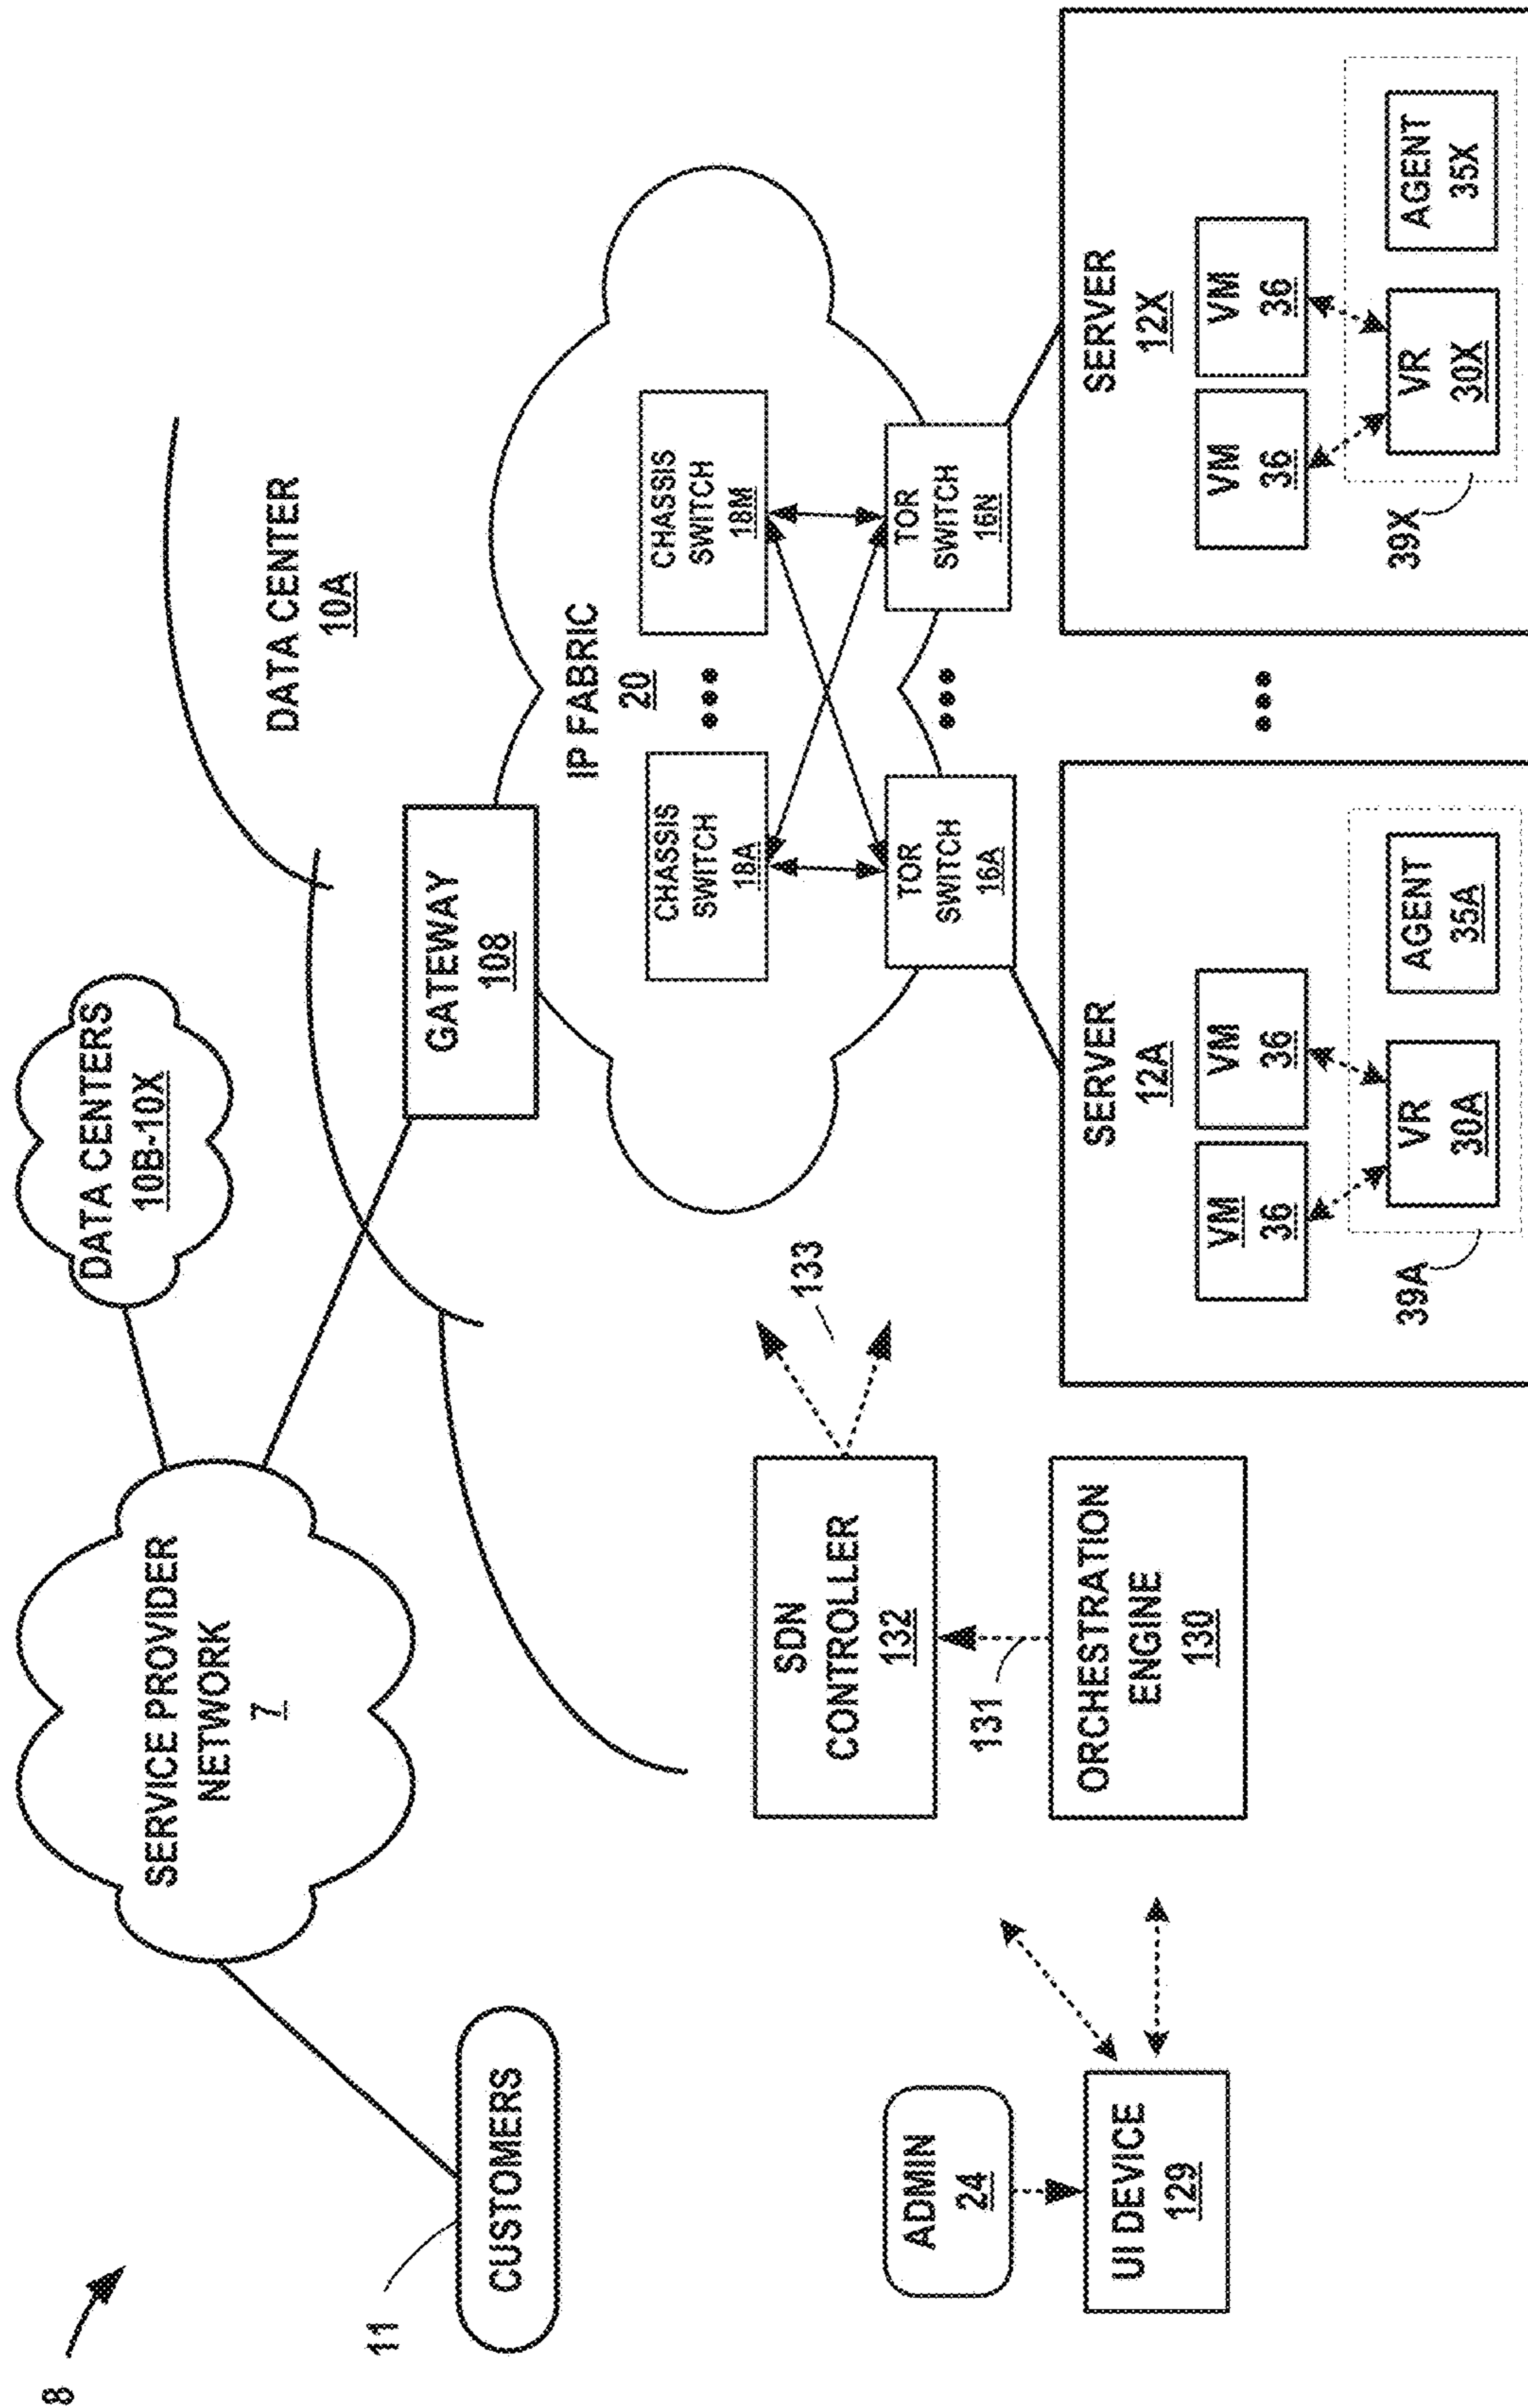 8
SERVICE PROVIDER
NETWORK
7
DATA CENTERS
10B-10X
11
CUSTOMERS
DATA CENTER
10A
GATEWAY
108
IP FABRIC
20
CHASSIS
SWITCH
18A
•••
CHASSIS
SWITCH
18M
TOR
SWITCH
16A
•••
TOR
SWITCH
16N
133
SDN
CONTROLLER
132
131
ORCHESTRATION
ENGINE
130
ADMIN
24
UI DEVICE
129
SERVER
12A
VM
36
VM
36
VR
30A
AGENT
35A
39A
•••
SERVER
12X
VM
36
VM
36
VR
30X
AGENT
35X
39X